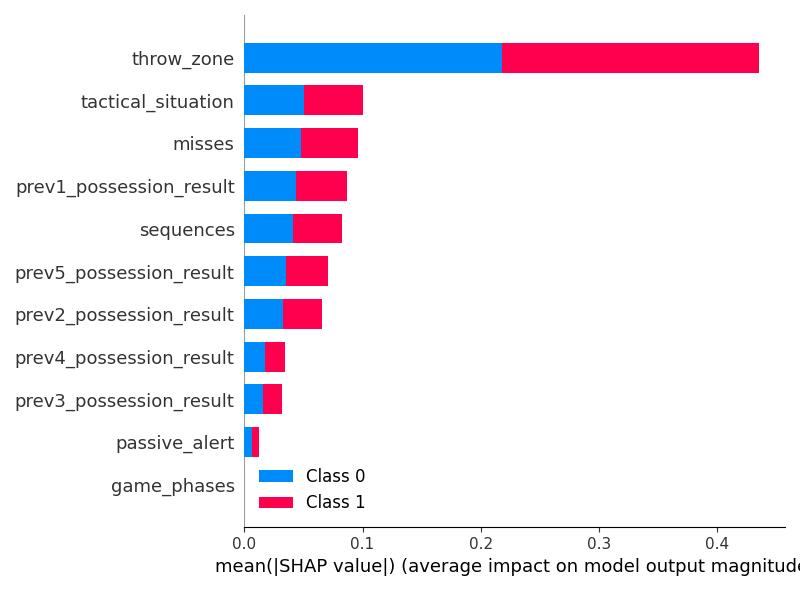 throw_zone
tactical_situation
misses
prev1_possession_result
sequences
prev5_possession_result
prev2_possession_result
prev4_possession_result
prev3_possession_result
passive_alert
game_phases
Class 0
Class 1
0.0 0.1 0.2 0.3 0.4
mean(|SHAP value|) (average impact on model output magnitude